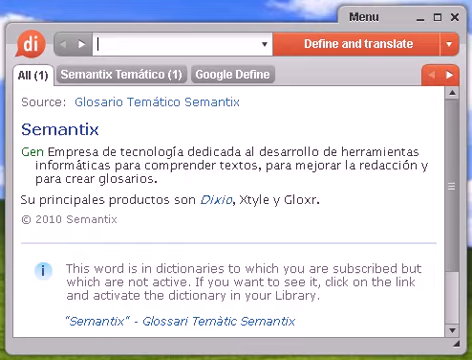 Menu
di
Define and translate
All (1)
Semantix Temático (1)
Google Define
Source: Glosario Temático Semantix
Semantix
Gen Empresa de tecnología dedicada al desarrollo de herramientas
informáticas para comprender textos, para mejorar la redacción y
para crear glosarios.
Su principales producto son Dixio, Xtyle y Gloxr.
© 2010 Semantix
i
This word is in dictionaries to which you are subscribed but
which are not active. If you want to see it, click on the link
and activate the dictionary in your Library.
"Semantix" - Glossari Temàtic Semantix